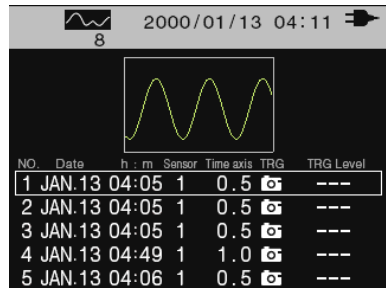 2000/01/13 04:11
8
NO. Date h : m Sensor Time axis TRG TRG Level
1 JAN.13 04:05 1 0.5 ---
2 JAN.13 04:05 1 0.5 ---
3 JAN.13 04:05 1 0.5 ---
4 JAN.13 04:49 1 1.0 ---
5 JAN.13 04:06 1 0.5 ---